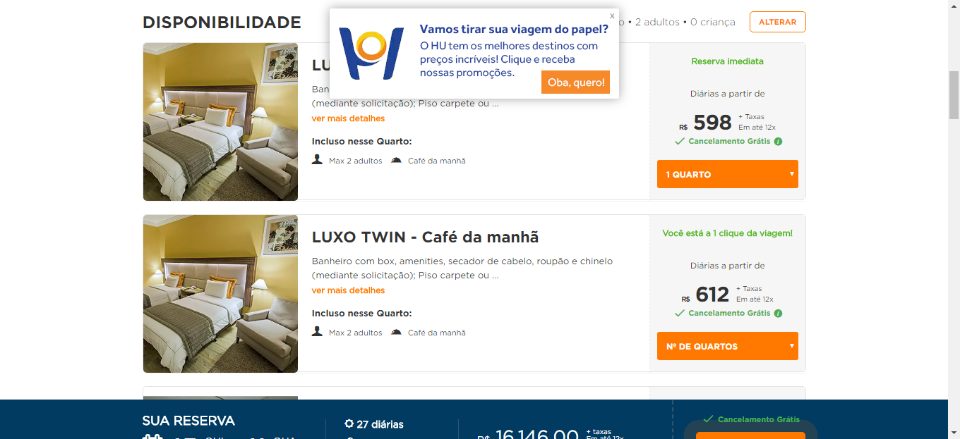 DISPONIBILIDADE
• 2 adultos • 0 criança
ALTERAR
x
Vamos tirar sua viagem do papel?
O HU tem os melhores destinos com
preços incríveis! Clique e receba
nossas promoções.
Oba, quero!
(mediante solicitação); Piso carpete ou ...
ver mais detalhes
Incluso nesse Quarto:
Max 2 adultos Café da manhã
Reserva imediata
Diárias a partir de
R$ 598 + Taxas
Em até 12x
Cancelamento Grátis i
1 QUARTO
LUXO TWIN - Café da manhã
Banheiro com box, amenities, secador de cabelo, roupão e chinelo
(mediante solicitação); Piso carpete ou ...
ver mais detalhes
Incluso nesse Quarto:
Max 2 adultos Café da manhã
Você está a 1 clique da viagem!
Diárias a partir de
R$ 612 + Taxas
Em até 12x
Cancelamento Grátis i
Nº DE QUARTOS
SUA RESERVA
27 diárias
R$ 16.146,00 + taxas
Em até 12x
Cancelamento Grátis